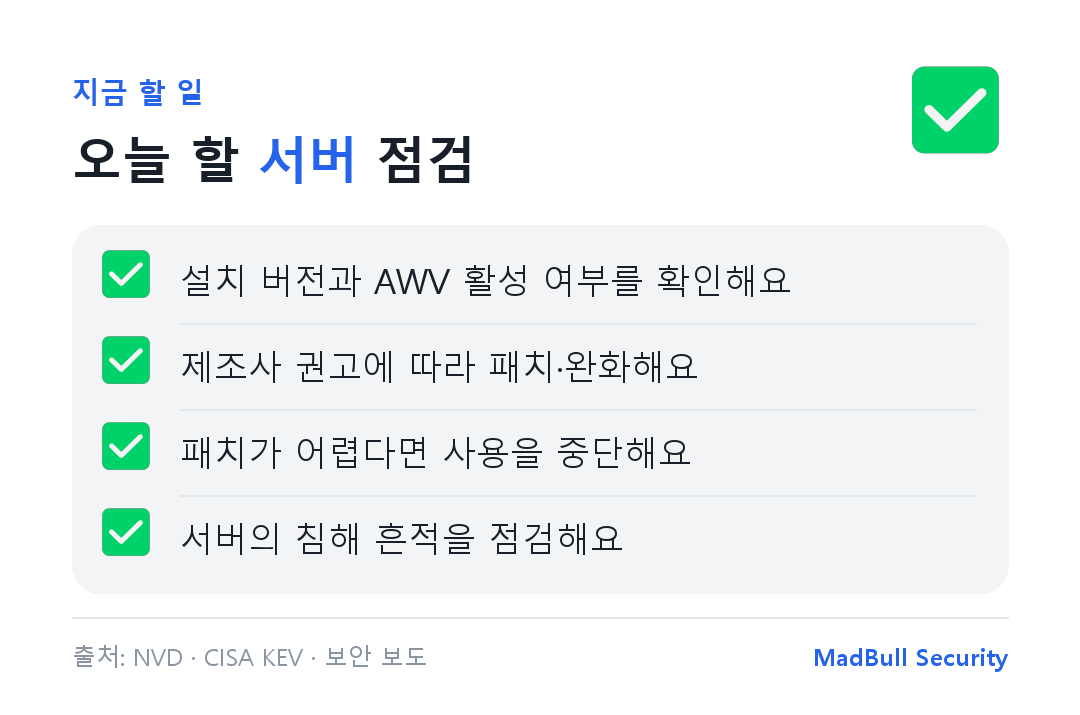 지금 할 일
오늘 할 서버 점검
설치 버전과 AWV 활성 여부를 확인해요
제조사 권고에 따라 패치·완화해요
패치가 어렵다면 사용을 중단해요
서버의 침해 흔적을 점검해요
출처: NVD · CISA KEV · 보안 보도
MadBull Security